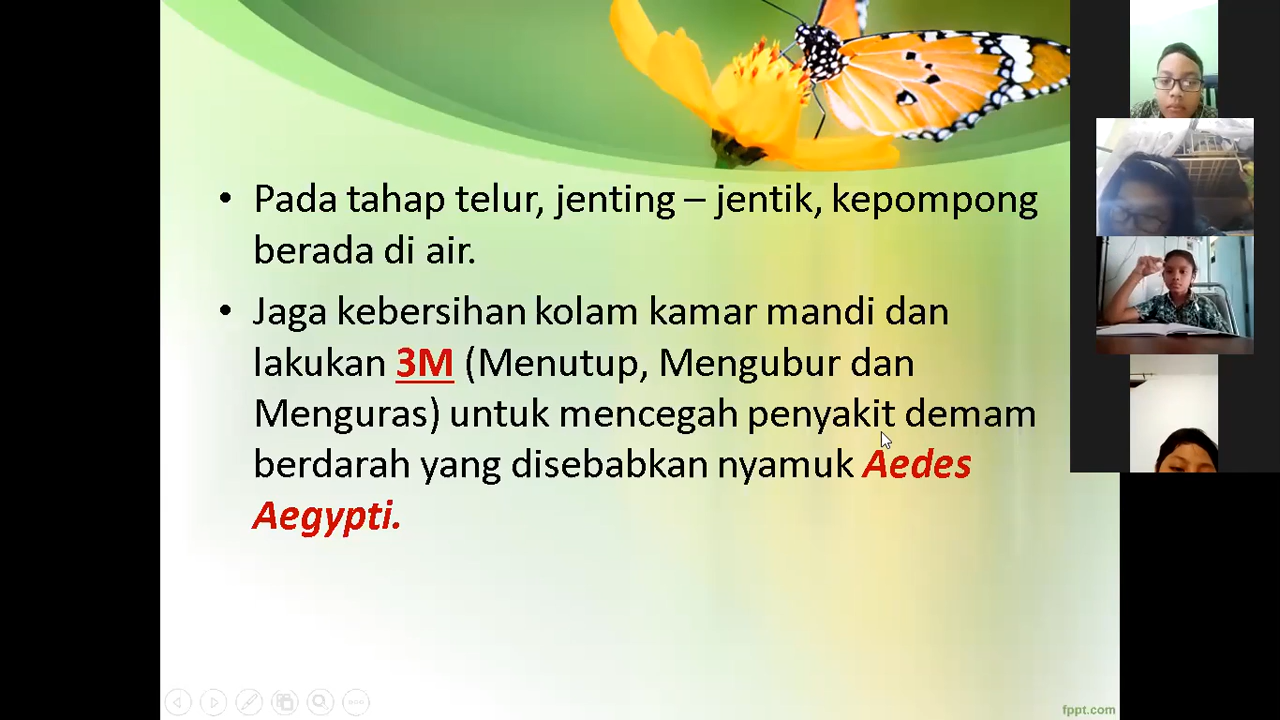 • Pada tahap telur, jenting – jentik, kepompong
berada di air.
• Jaga kebersihan kolam kamar mandi dan
lakukan 3M (Menutup, Mengubur dan
Menguras) untuk mencegah penyakit demam
berdarah yang disebabkan nyamuk Aedes
Aegypti.
fppt.com